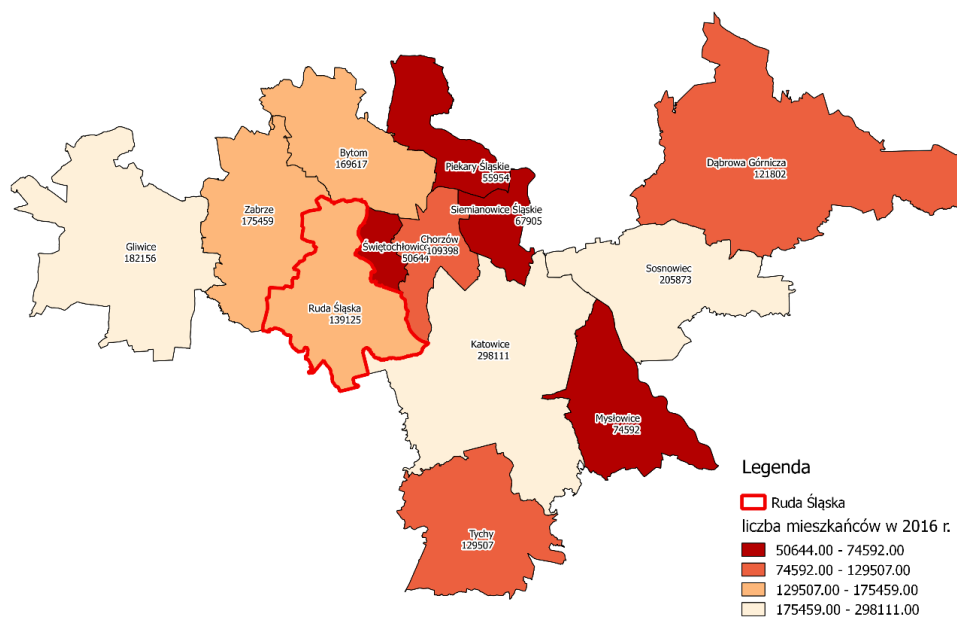 Bytom
169617
Piekary Śląskie
55954
Dąbrowa Górnicza
121802
Zabrze
175459
Siemianowice Śląskie
67905
Gliwice
182156
Świętochłowice
50644
Chorzów
109398
Sosnowiec
205873
Ruda Śląska
139125
Katowice
298111
Mysłowice
74592
Tychy
129507
Legenda
Ruda Śląska
liczba mieszkańców w 2016 r.
50644.00 - 74592.00
74592.00 - 129507.00
129507.00 - 175459.00
175459.00 - 298111.00